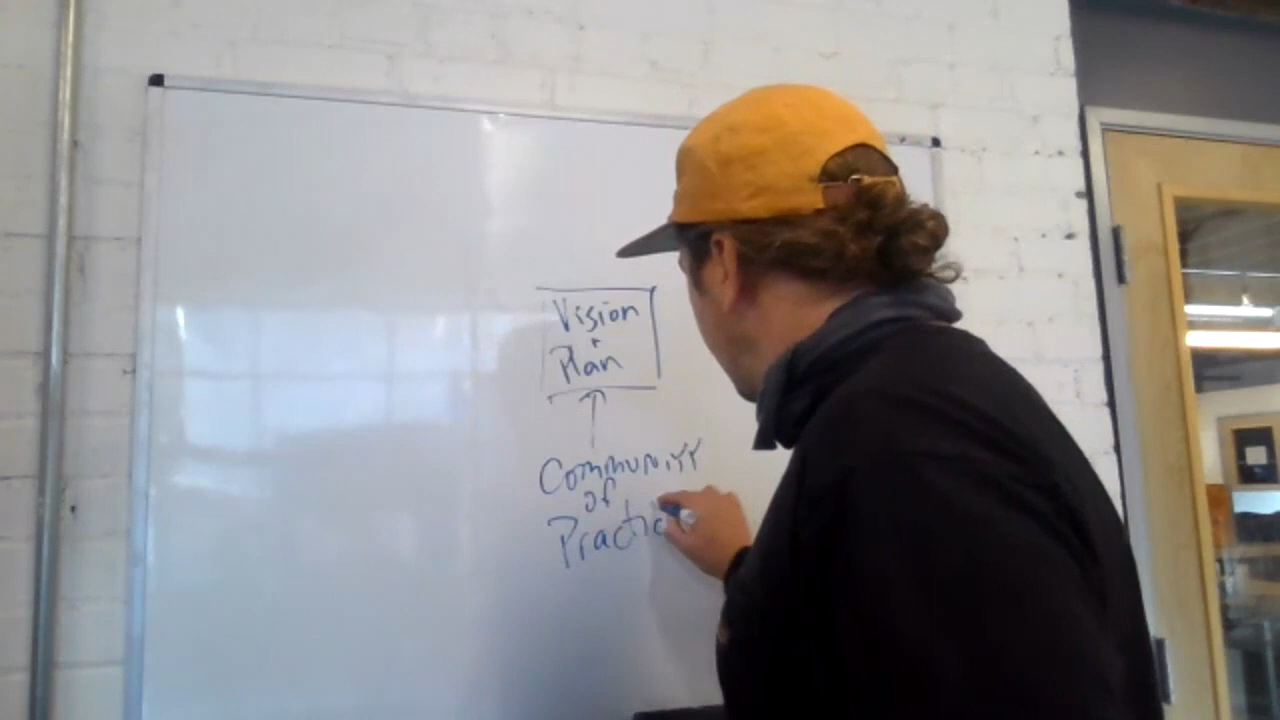 Vision
+
Plan
Community
of
Practic